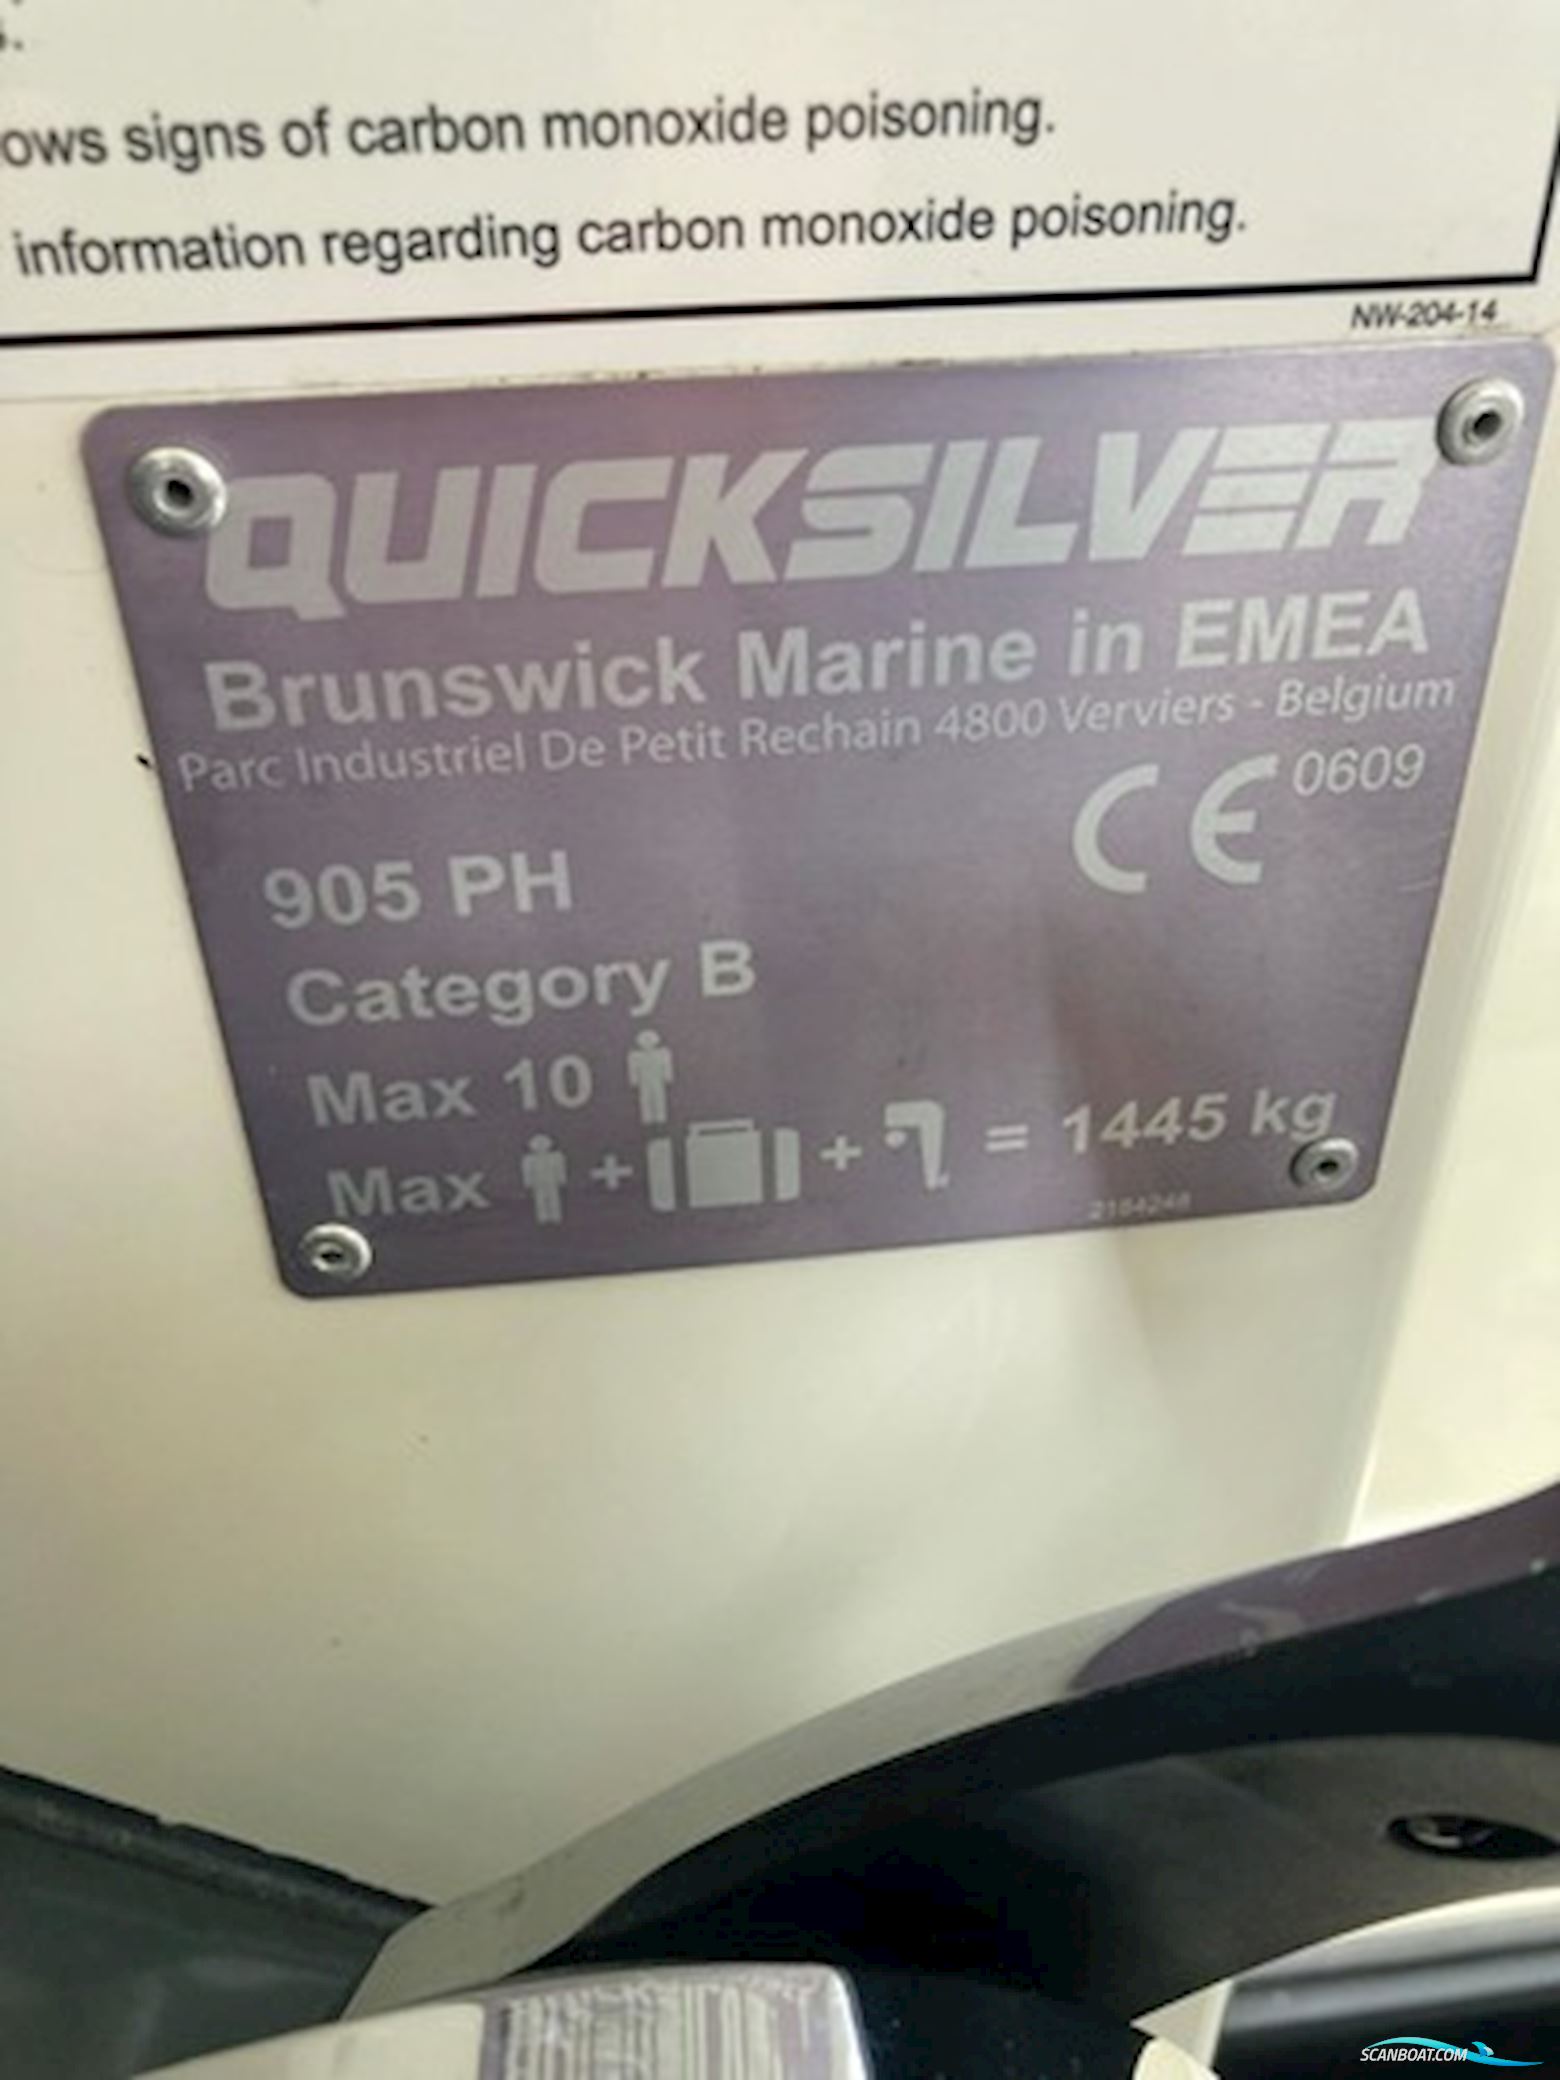 ows signs of carbon monoxide poisoning.
information regarding carbon monoxide poisoning.
NW-204-14
QUICKSILVER
Brunswick Marine in EMEA
Parc Industriel De Petit Rechain 4800 Verviers - Belgium
CE 0609
905 PH
Category B
Max 10
Max + + = 1445 kg
2184248
SCANBOAT.COM